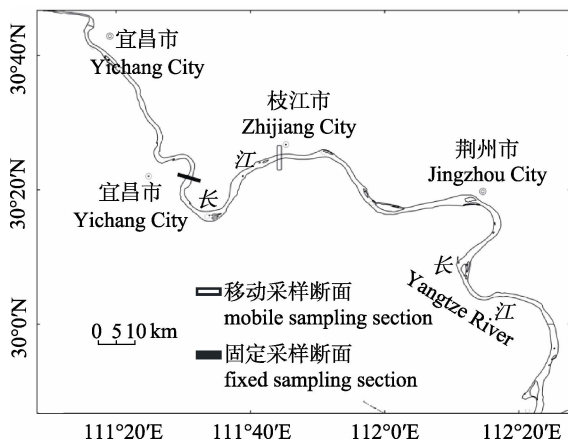 宜昌市
Yichang City
枝江市
Zhijiang City
荆州市
Jingzhou City
宜昌市
Yichang City
长
江
长
江
Yangtze River
移动采样断面
mobile sampling section
固定采样断面
fixed sampling section
0 5 10 km
30°40′N
30°20′N
30°0′N
111°20′E
111°40′E
112°0′E
112°20′E